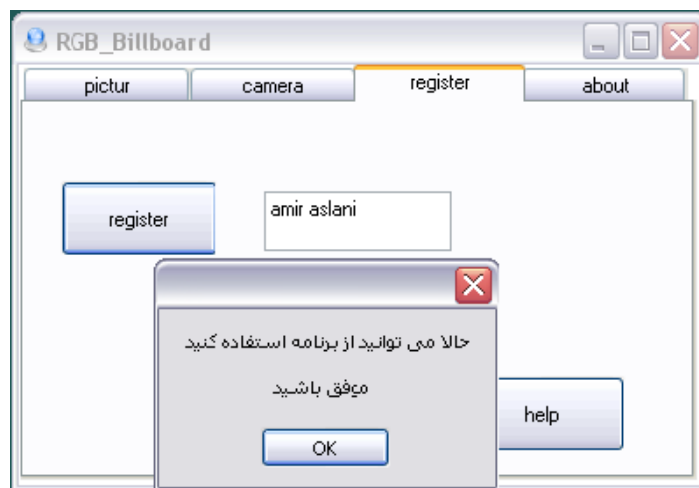 RGB_Billboard
pictur
camera
register
about
register
amir aslani
حالا می توانید از برنامه استفاده کنید
موفق باشید
help
OK